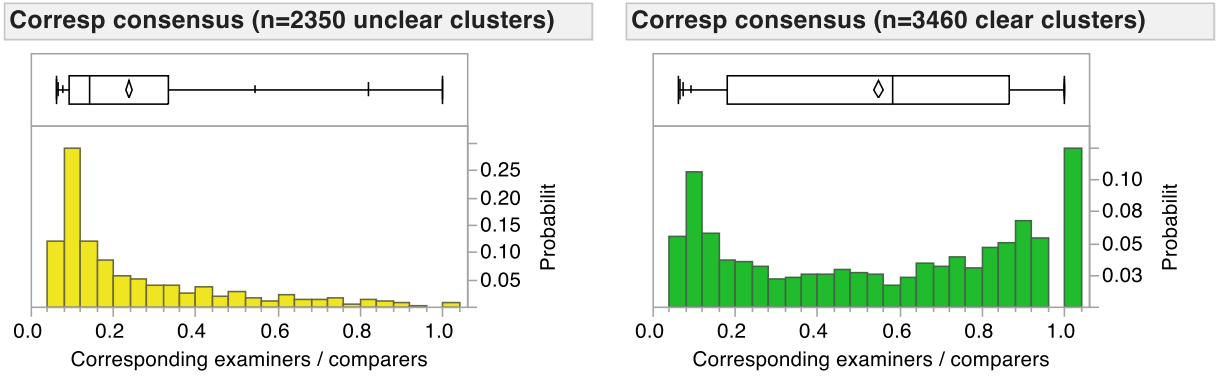 Corresp consensus (n=2350 unclear clusters)
0.25
0.20
0.15
0.10
0.05
Probabilit
0.0 0.2 0.4 0.6 0.8 1.0
Corresponding examiners / comparers
Corresp consensus (n=3460 clear clusters)
0.10
0.08
0.05
0.03
Probabilit
0.0 0.2 0.4 0.6 0.8 1.0
Corresponding examiners / comparers